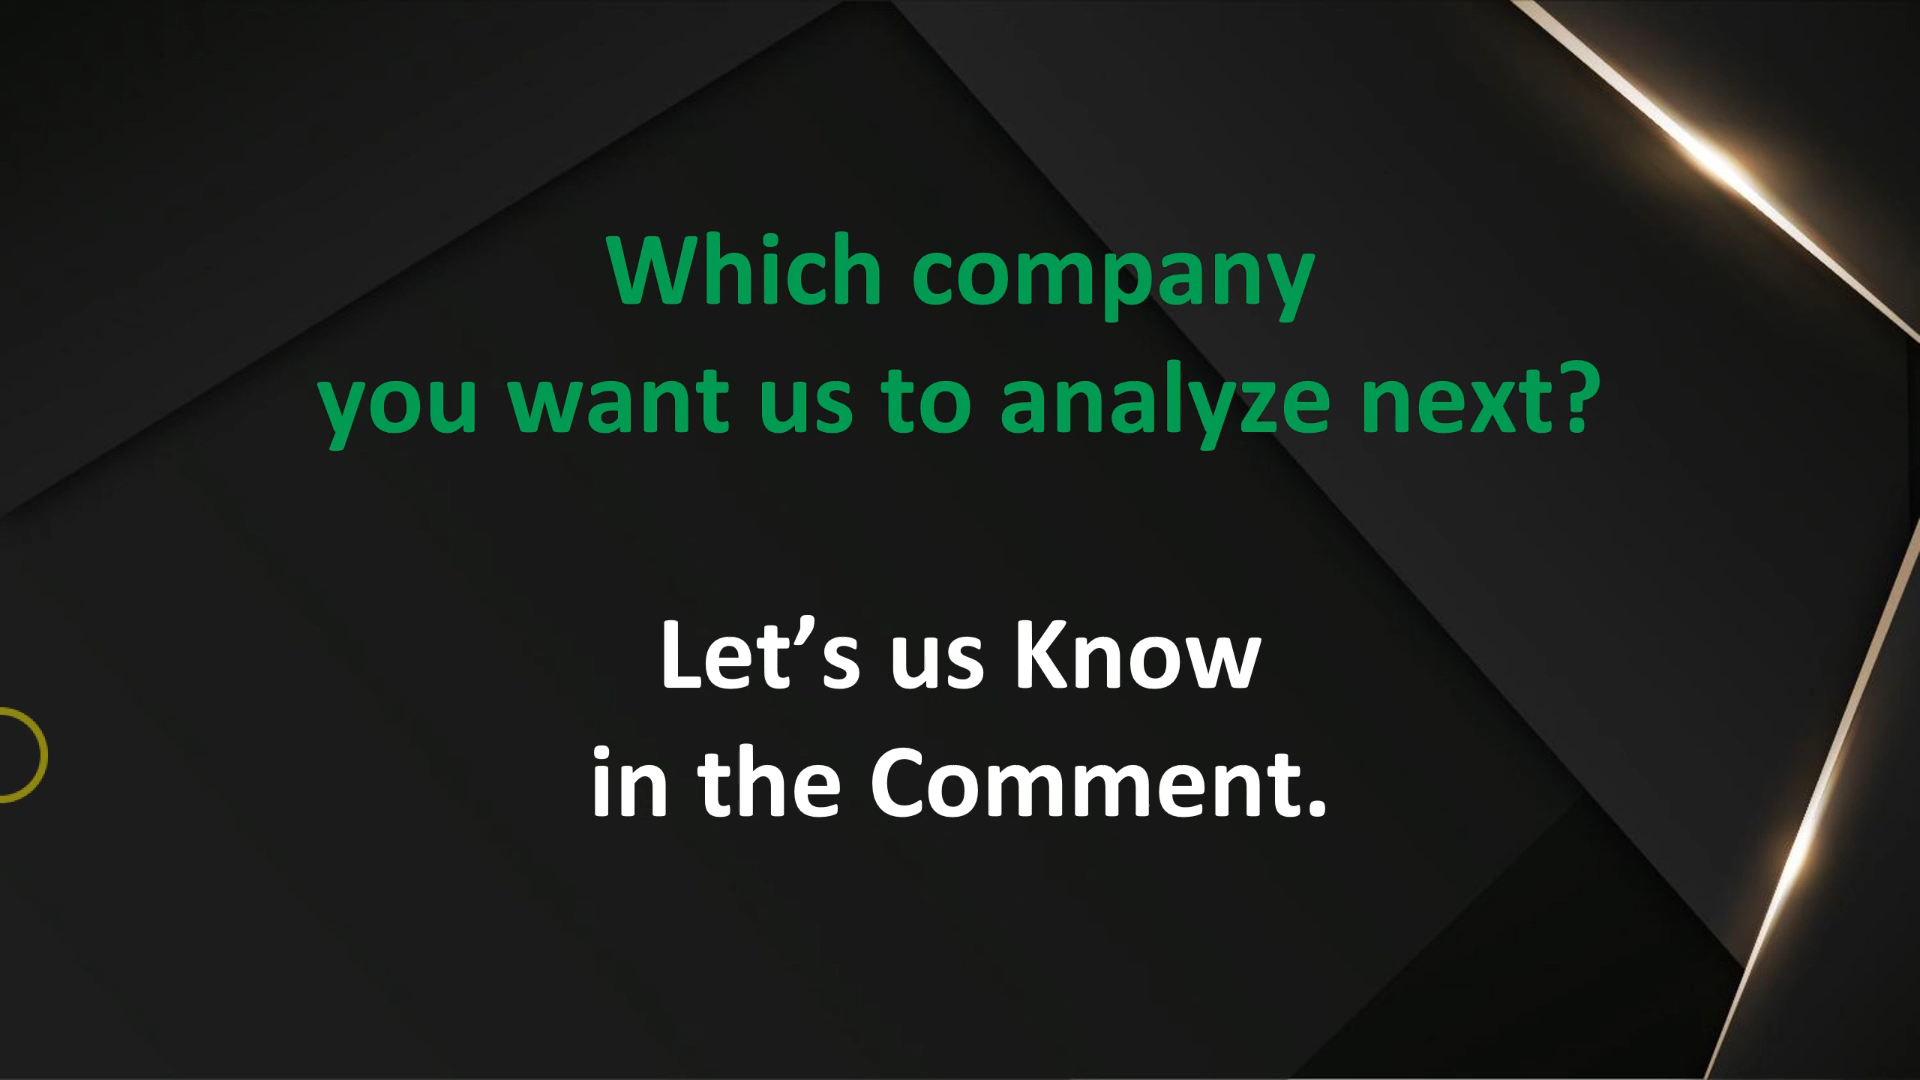 Which company
you want us to analyze next?
Let’s us Know
in the Comment.